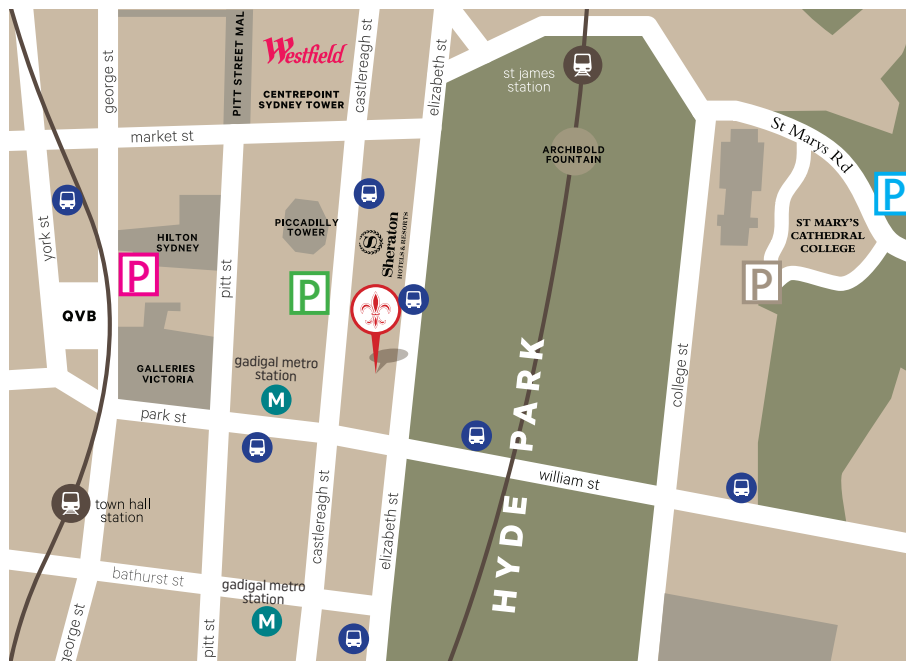 george st
PITT STREET MAL
Westfield
CENTREPOINT
SYDNEY TOWER
castlereagh st
elizabeth st
st james
station
market st
ARCHIBOLD
FOUNTAIN
St Marys Rd
P
york st
HILTON
SYDNEY
PICCADILLY
TOWER
S
Sheraton
HOTELS & RESORTS
ST MARY'S
CATHEDRAL
COLLEGE
P
pitt st
P
P
QVB
GALLERIES
VICTORIA
gadigal metro
station
M
HYDE PARK
college st
park st
william st
town hall
station
castlereagh st
elizabeth st
bathurst st
gadigal metro
station
M
george st
pitt st